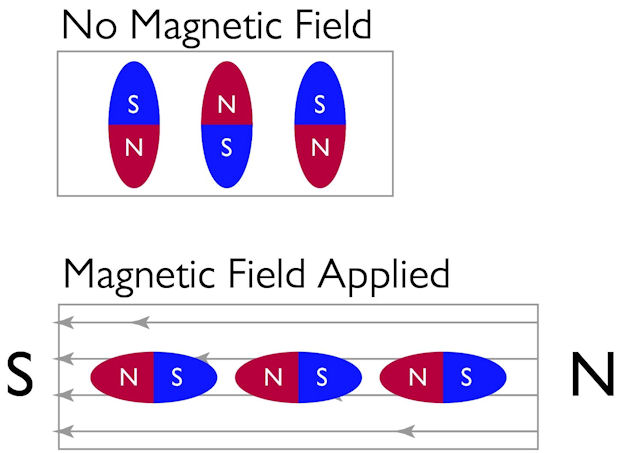 No Magnetic Field
S N S
N S N
Magnetic Field Applied
S N S N S N S N